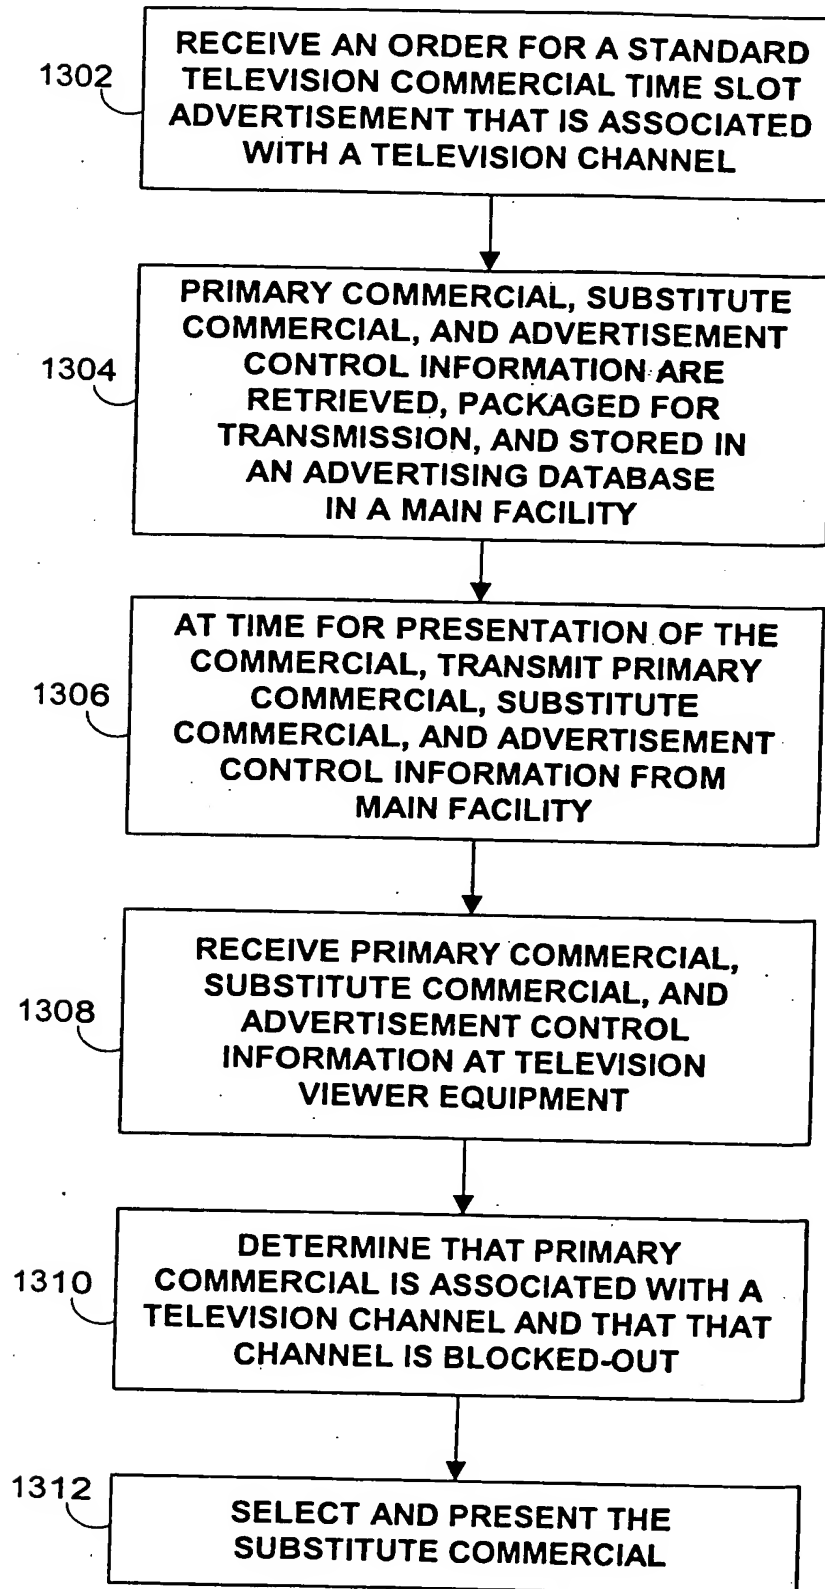 1302
RECEIVE AN ORDER FOR A STANDARD
TELEVISION COMMERCIAL TIME SLOT
ADVERTISEMENT THAT IS ASSOCIATED
WITH A TELEVISION CHANNEL
1304
PRIMARY COMMERCIAL, SUBSTITUTE
COMMERCIAL, AND ADVERTISEMENT
CONTROL INFORMATION ARE
RETRIEVED, PACKAGED FOR
TRANSMISSION, AND STORED IN
AN ADVERTISING DATABASE
IN A MAIN FACILITY
1306
AT TIME FOR PRESENTATION OF THE
COMMERCIAL, TRANSMIT PRIMARY
COMMERCIAL, SUBSTITUTE
COMMERCIAL, AND ADVERTISEMENT
CONTROL INFORMATION FROM
MAIN FACILITY
1308
RECEIVE PRIMARY COMMERCIAL,
SUBSTITUTE COMMERCIAL, AND
ADVERTISEMENT CONTROL
INFORMATION AT TELEVISION
VIEWER EQUIPMENT
1310
DETERMINE THAT PRIMARY
COMMERCIAL IS ASSOCIATED WITH A
TELEVISION CHANNEL AND THAT THAT
CHANNEL IS BLOCKED-OUT
1312
SELECT AND PRESENT THE
SUBSTITUTE COMMERCIAL